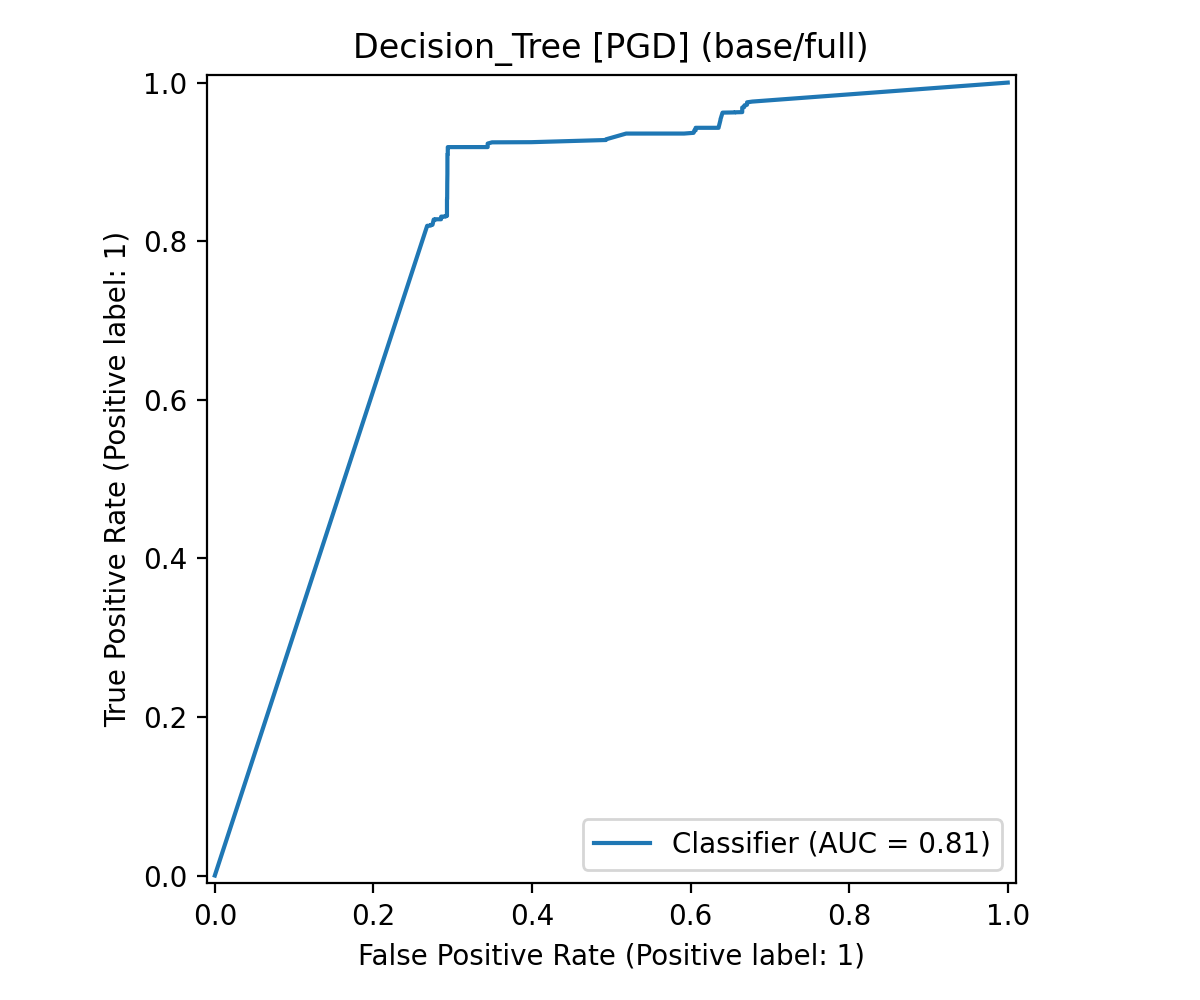 Decision_Tree [PGD] (base/full)
1.0
0.8
0.6
0.4
0.2
0.0
True Positive Rate (Positive label: 1)
Classifier (AUC = 0.81)
0.0 0.2 0.4 0.6 0.8 1.0
False Positive Rate (Positive label: 1)